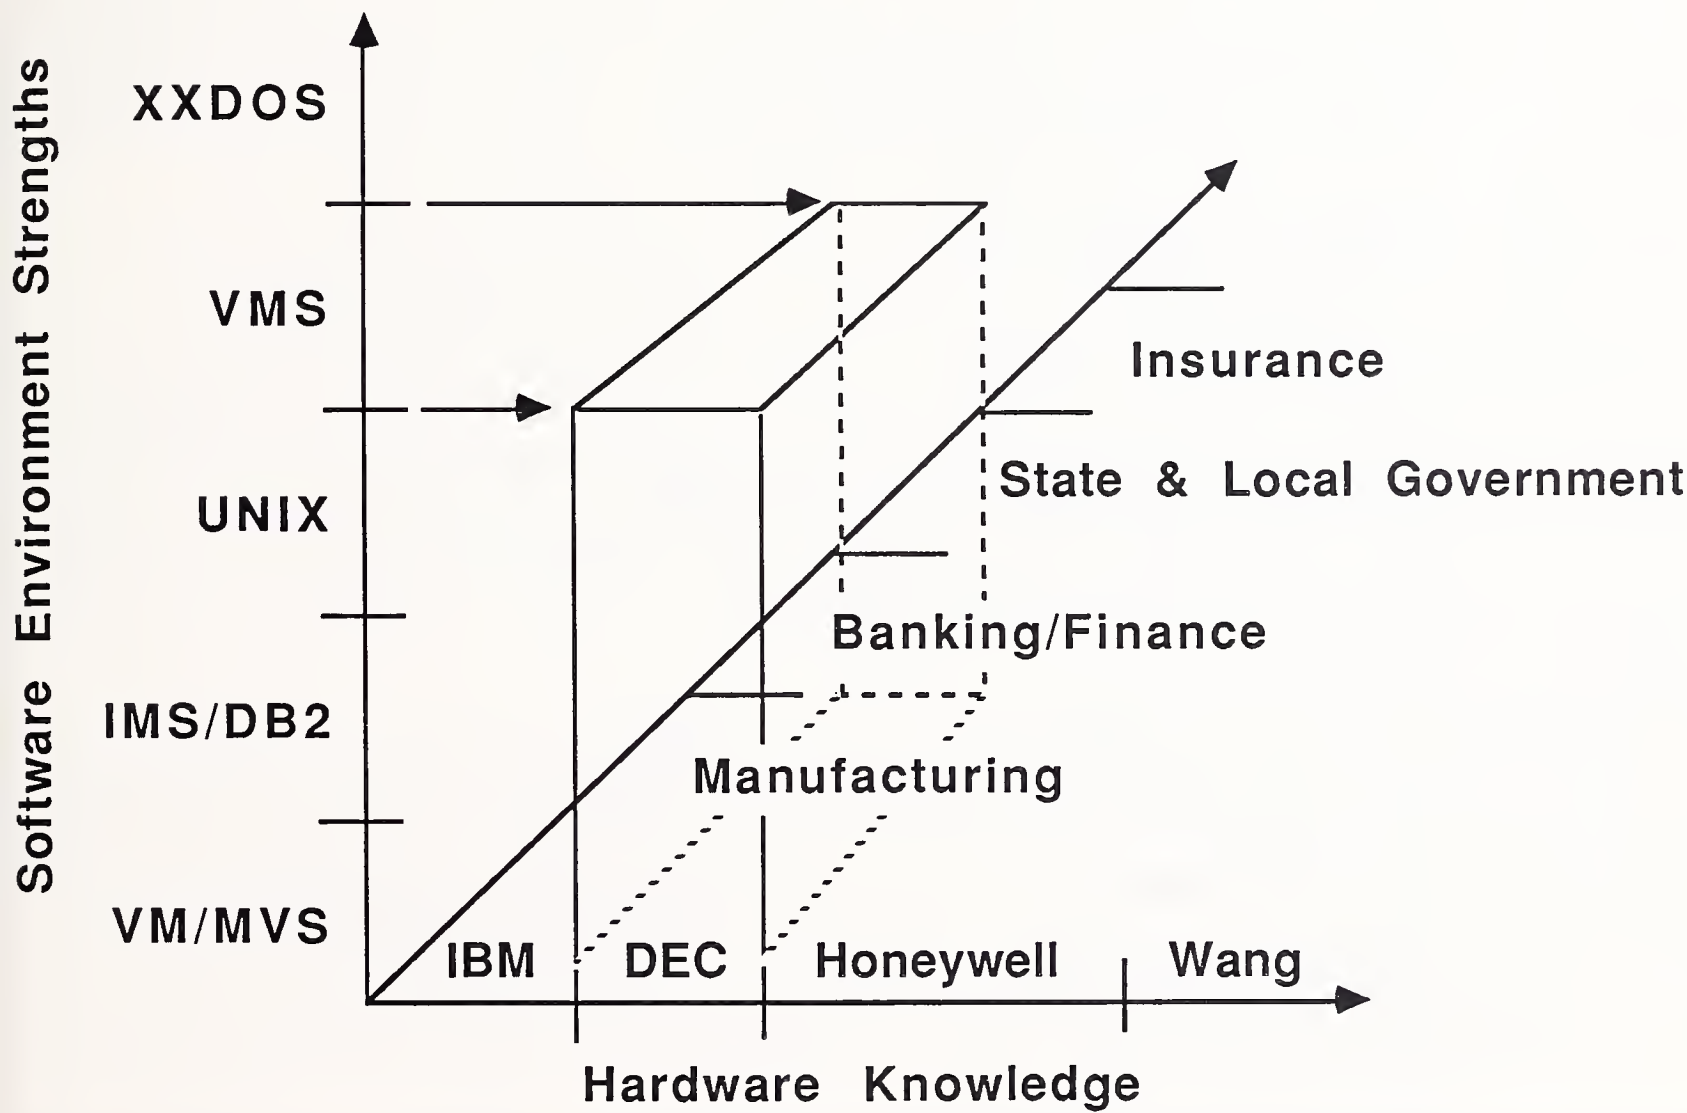 Software Environment Strengths
XXDOS
VMS
UNIX
IMS/DB2
VM/MVS
Insurance
State & Local Government
Banking/Finance
Manufacturing
IBM
DEC
Honeywell
Wang
Hardware Knowledge